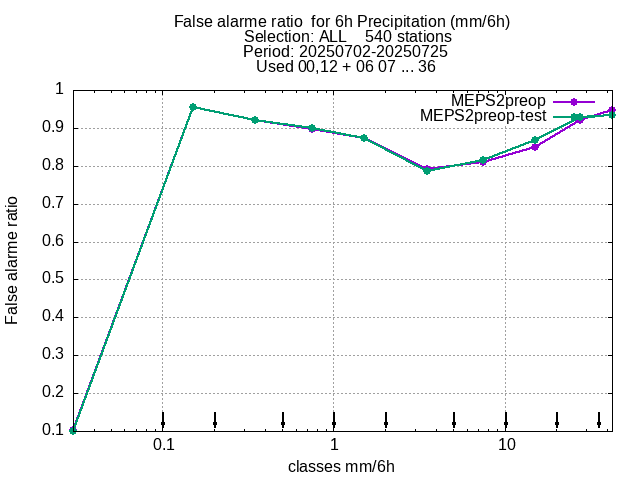 False alarme ratio  for 6h Precipitation (mm/6h)
Selection: ALL    540 stations
Period: 20250702-20250725
Used 00,12 + 06 07 ... 36
MEPS2preop
MEPS2preop-test
1
0.9
0.8
0.7
0.6
0.5
0.4
0.3
0.2
0.1
False alarme ratio
0.1 1 10
classes mm/6h